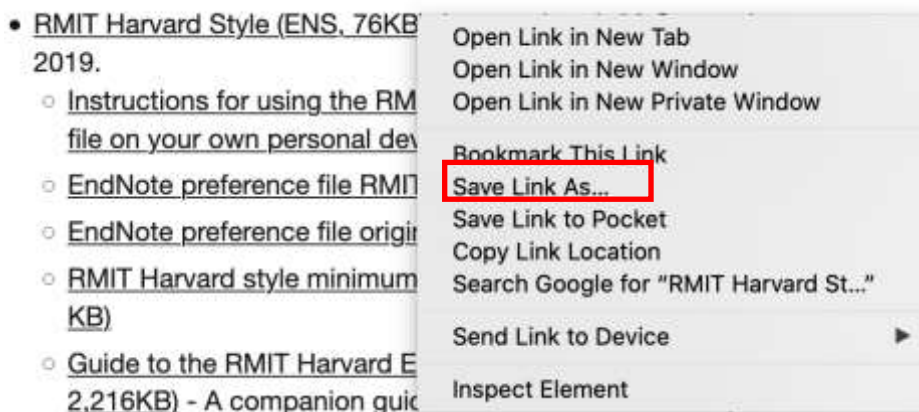 RMIT Harvard Style (ENS, 76KB
2019.
Instructions for using the RM
file on your own personal dev
EndNote preference file RMIT
EndNote preference file origin
RMIT Harvard style minimum
KB)
Guide to the RMIT Harvard E
2,216KB) - A companion guid
Open Link in New Tab
Open Link in New Window
Open Link in New Private Window
Bookmark This Link
Save Link As...
Save Link to Pocket
Copy Link Location
Search Google for “RMIT Harvard St...”
Send Link to Device
Inspect Element